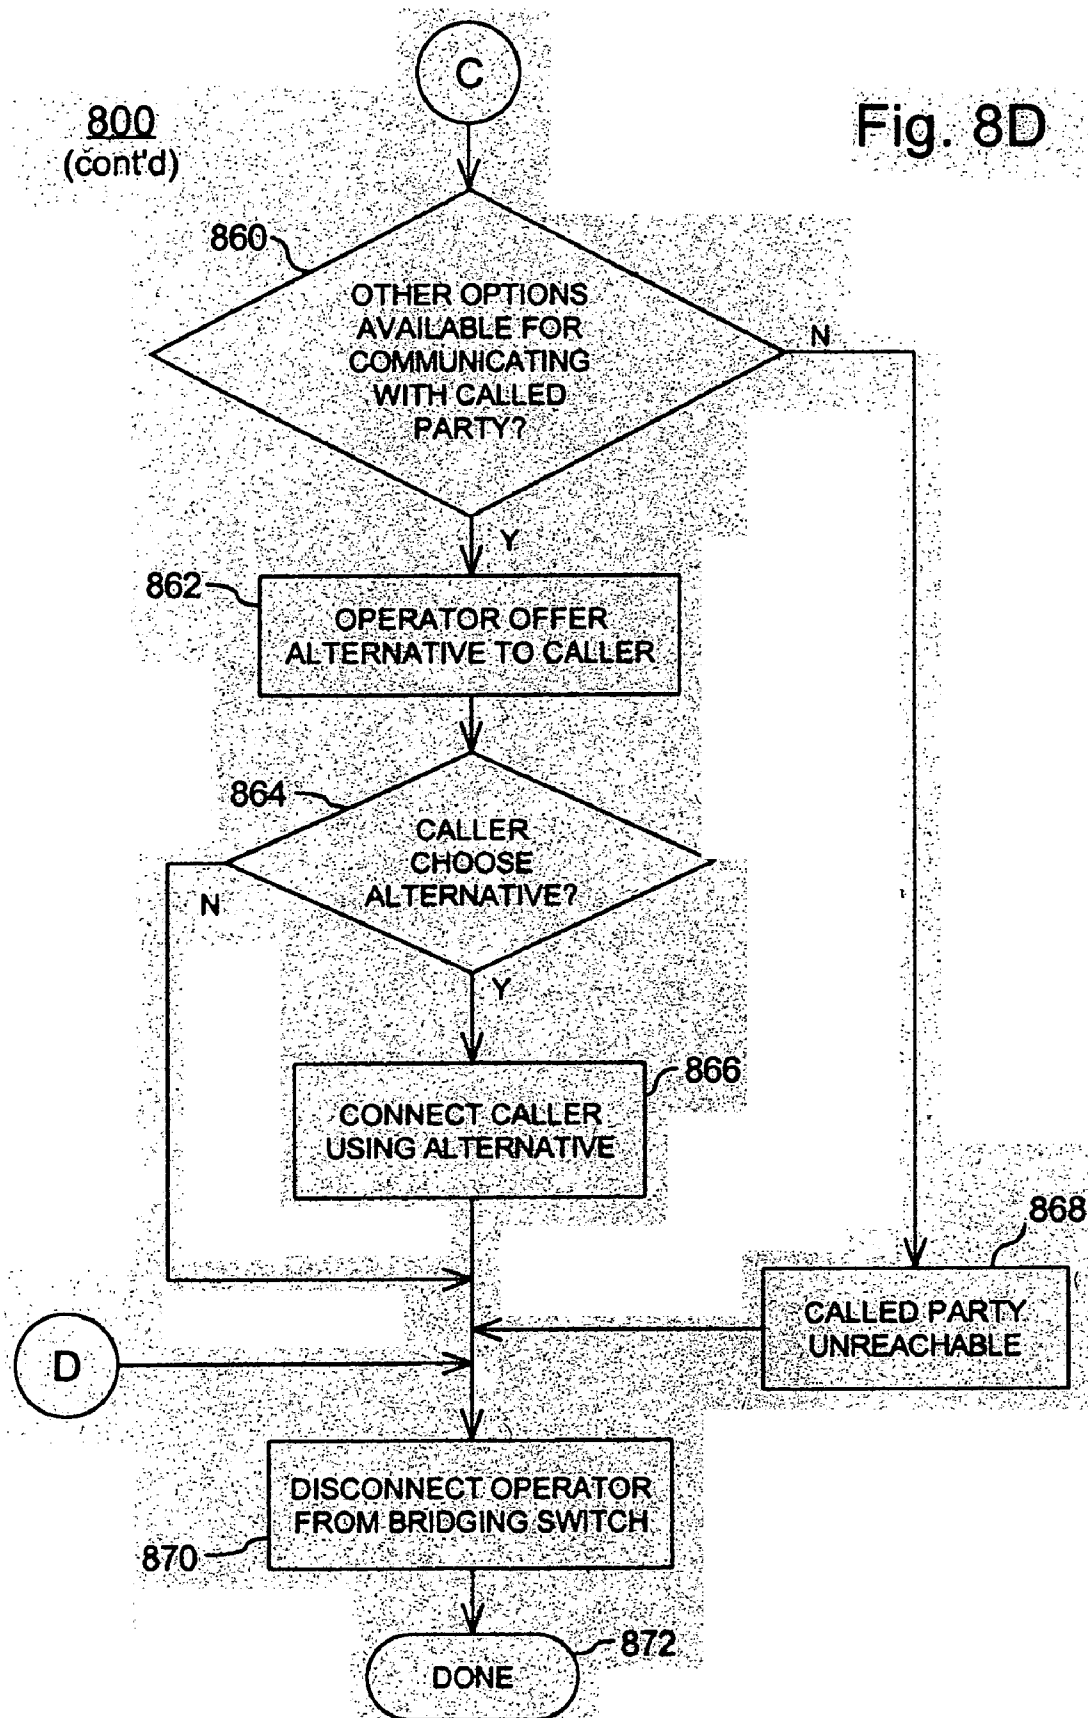 C
800
(cont'd)
Fig. 8D
860
OTHER OPTIONS
AVAILABLE FOR
COMMUNICATING
WITH CALLED
PARTY?
N
Y
862
OPERATOR OFFER
ALTERNATIVE TO CALLER
864
CALLER
CHOOSE
ALTERNATIVE?
N
Y
866
CONNECT CALLER
USING ALTERNATIVE
868
CALLED PARTY
UNREACHABLE
D
DISCONNECT OPERATOR
FROM BRIDGING SWITCH
870
872
DONE